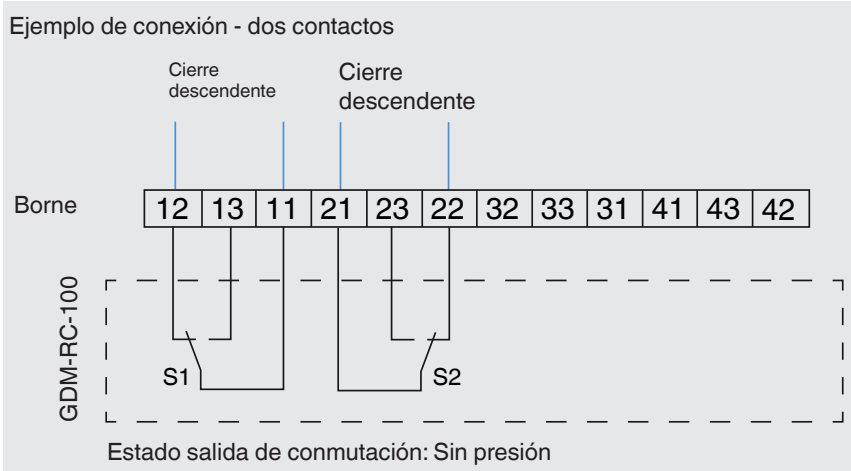 Ejemplo de conexión - dos contactos
Cierre
descendente
Cierre
descendente
Borne
12 13 11 21 23 22 32 33 31 41 43 42
GDM-RC-100
S1
S2
Estado salida de conmutación: Sin presión